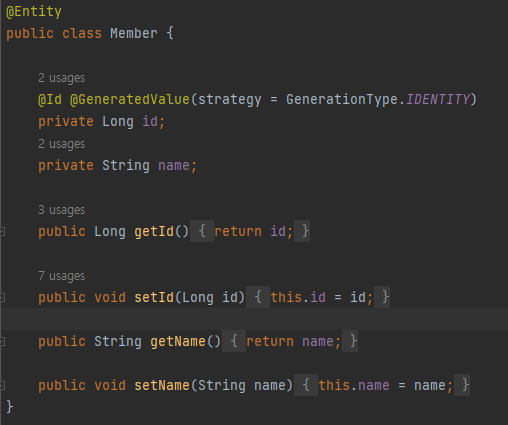 @Entity
public class Member {
2 usages
@Id @GeneratedValue(strategy = GenerationType.IDENTITY)
private Long id;
2 usages
private String name;
3 usages
public Long getId() { return id; }
7 usages
public void setId(Long id) { this.id = id; }
public String getName() { return name; }
public void setName(String name) { this.name = name; }
}